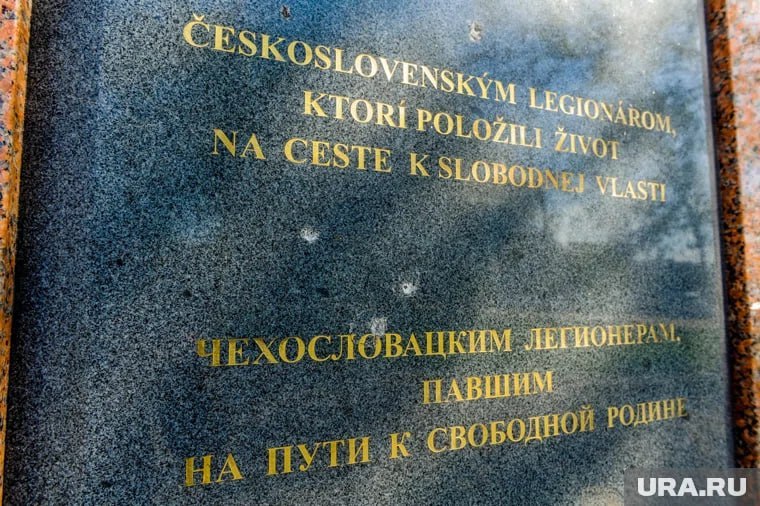 ČESKOSLOVENSKÝM LEGIONÁROM,
KTORÍ POLOŽILI ŽIVOT
NA CESTE K SLOBODNEJ VLASTI
ЧЕХОСЛОВАЦКИМ ЛЕГИОНЕРАМ,
ПАВШИМ
НА ПУТИ К СВОБОДНОЙ РОДИНЕ
URA.RU